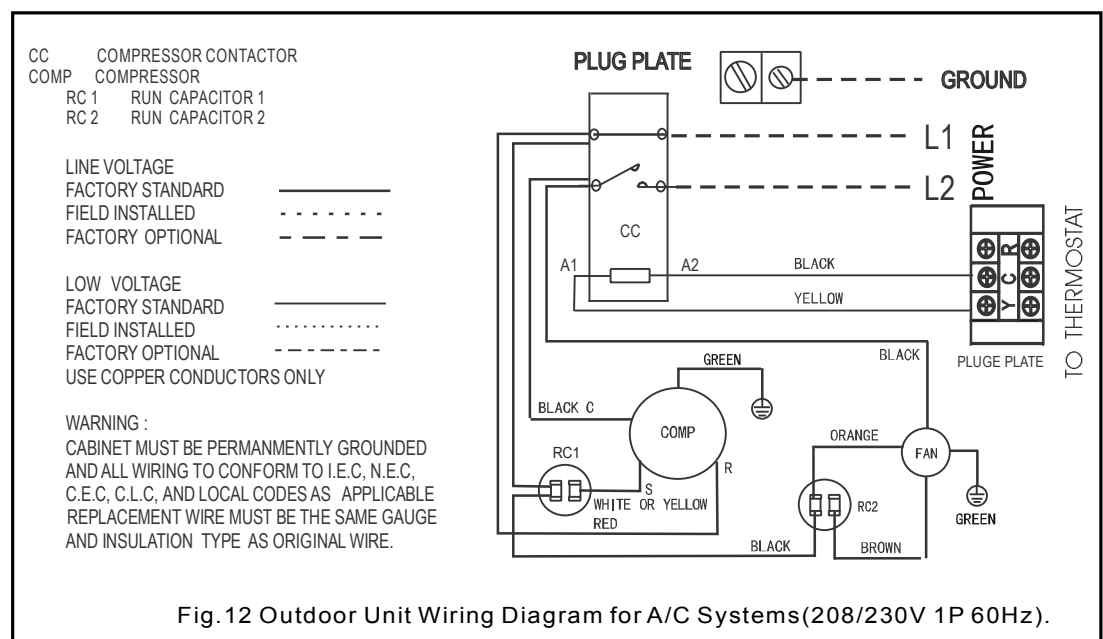 CC COMPRESSOR CONTACTOR
COMP COMPRESSOR
RC 1 RUN CAPACITOR 1
RC 2 RUN CAPACITOR 2
LINE VOLTAGE
FACTORY STANDARD
FIELD INSTALLED
FACTORY OPTIONAL
LOW VOLTAGE
FACTORY STANDARD
FIELD INSTALLED
FACTORY OPTIONAL
USE COPPER CONDUCTORS ONLY
WARNING :
CABINET MUST BE PERMANMENTLY GROUNDED
AND ALL WIRING TO CONFORM TO I.E.C, N.E.C,
C.E.C, C.L.C, AND LOCAL CODES AS APPLICABLE
REPLACEMENT WIRE MUST BE THE SAME GAUGE
AND INSULATION TYPE AS ORIGINAL WIRE.
PLUG PLATE
GROUND
L1
L2
POWER
CC
A1
A2
BLACK
YELLOW
R
C
Y
TO THERMOSTAT
PLUGE PLATE
BLACK
GREEN
BLACK C
COMP
RC1
S
R
WHITE OR YELLOW
RED
ORANGE
FAN
RC2
GREEN
BLACK
BROWN
Fig.12 Outdoor Unit Wiring Diagram for A/C Systems(208/230V 1P 60Hz).